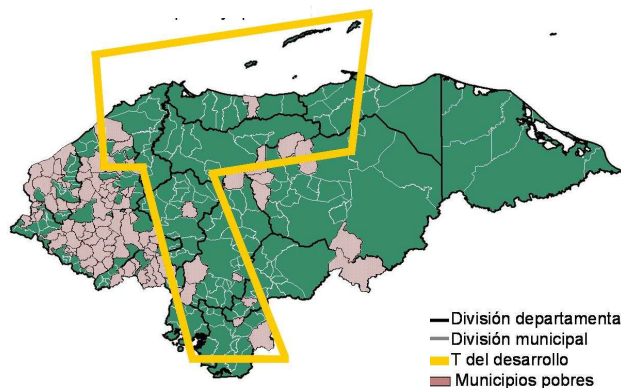 División departamenta
División municipal
T del desarrollo
Municipios pobres